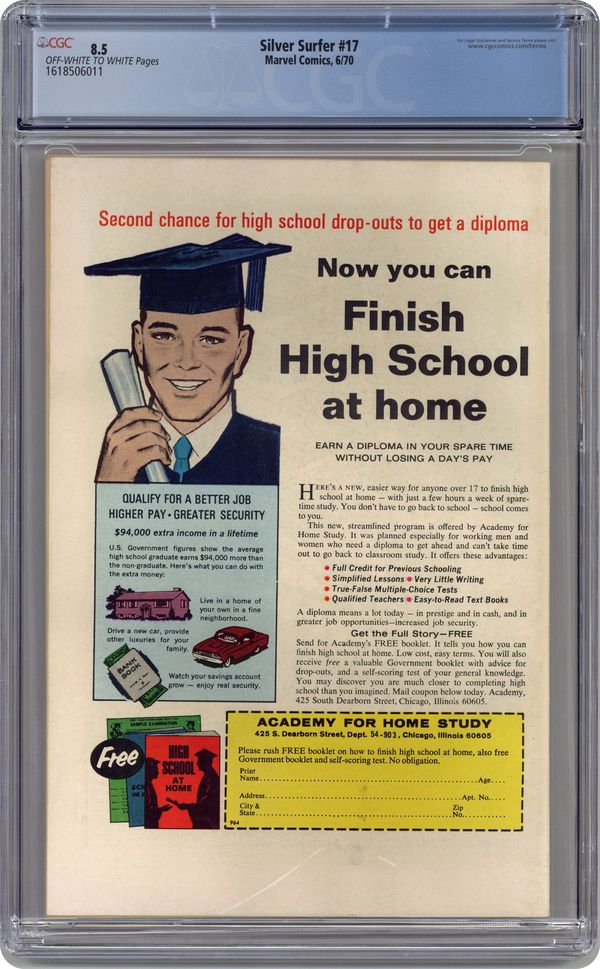 CGC
8.5
OFF-WHITE TO WHITE Pages
1618506011
Silver Surfer #17
Marvel Comics, 6/70
For Legal Disclaimer and Service Terms please visit:
www.cgccomics.com/terms
CGC
Second chance for high school drop-outs to get a diploma
Now you can
Finish
High School
at home
EARN A DIPLOMA IN YOUR SPARE TIME
WITHOUT LOSING A DAY'S PAY
HERE'S A NEW, easier way for anyone over 17 to finish high
school at home — with just a few hours a week of spare-
time study. You don't have to go back to school — school comes
to you.
This new, streamlined program is offered by Academy for
Home Study. It was planned especially for working men and
women who need a diploma to get ahead and can't take time
out to go back to classroom study. It offers these advantages:
Full Credit for Previous Schooling
Simplified Lessons Very Little Writing
True-False Multiple-Choice Tests
Qualified Teachers Easy-to-Read Text Books
A diploma means a lot today — in prestige and in cash, and in
greater job opportunities—increased job security.
Get the Full Story—FREE
Send for Academy's FREE booklet. It tells you how you can
finish high school at home. Low cost, easy terms. You will also
receive free a valuable Government booklet with advice for
drop-outs, and a self-scoring test of your general knowledge.
You may discover you are much closer to completing high
school than you imagined. Mail coupon below today. Academy,
425 South Dearborn Street, Chicago, Illinois 60605.
QUALIFY FOR A BETTER JOB
HIGHER PAY • GREATER SECURITY
$94,000 extra income in a lifetime
U.S. Government figures show the average
high school graduate earns $94,000 more than
the non-graduate. Here's what you can do with
the extra money:
Live in a home of
your own in a fine
neighborhood.
Drive a new car, provide
other luxuries for your
family.
BANK
BOOK
Watch your savings account
grow — enjoy real security.
Free
SAMPLE EXAMINATION
HIGH
SCHOOL
AT
HOME
ACADEMY FOR HOME STUDY
425 S. Dearborn Street, Dept. 54-903, Chicago, Illinois 60605
Please rush FREE booklet on how to finish high school at home, also free
Government booklet and self-scoring test. No obligation.
Print
Name Age
Address Apt. No.
City & Zip
State No.
964